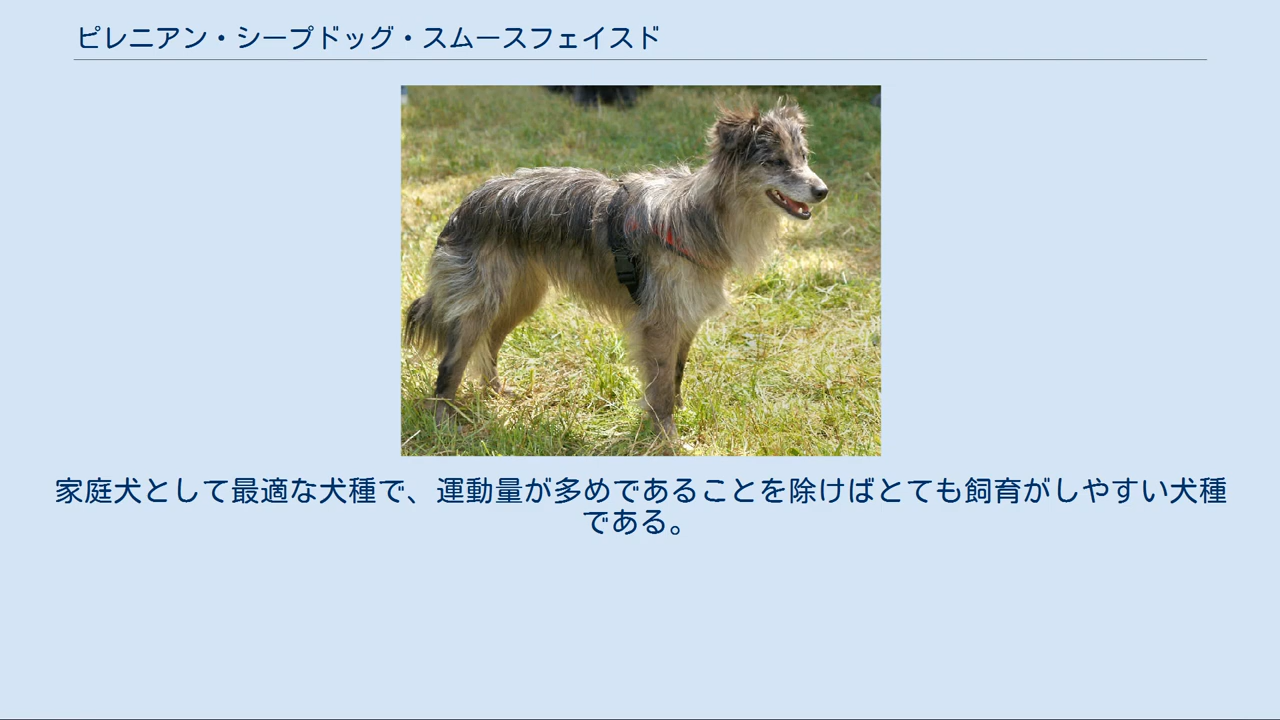 ピレニアン・シープドッグ・スムースフェイスド
家庭犬として最適な犬種で、運動量が多めであることを除けばとても飼育がしやすい犬種
である。